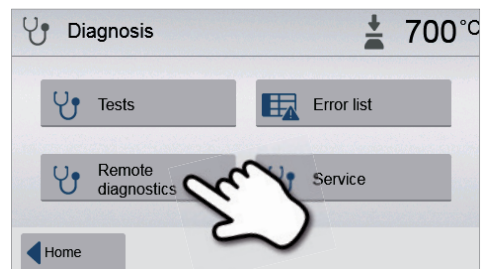 Diagnosis
700°C
Tests
Error list
Remote
diagnostics
Service
Home